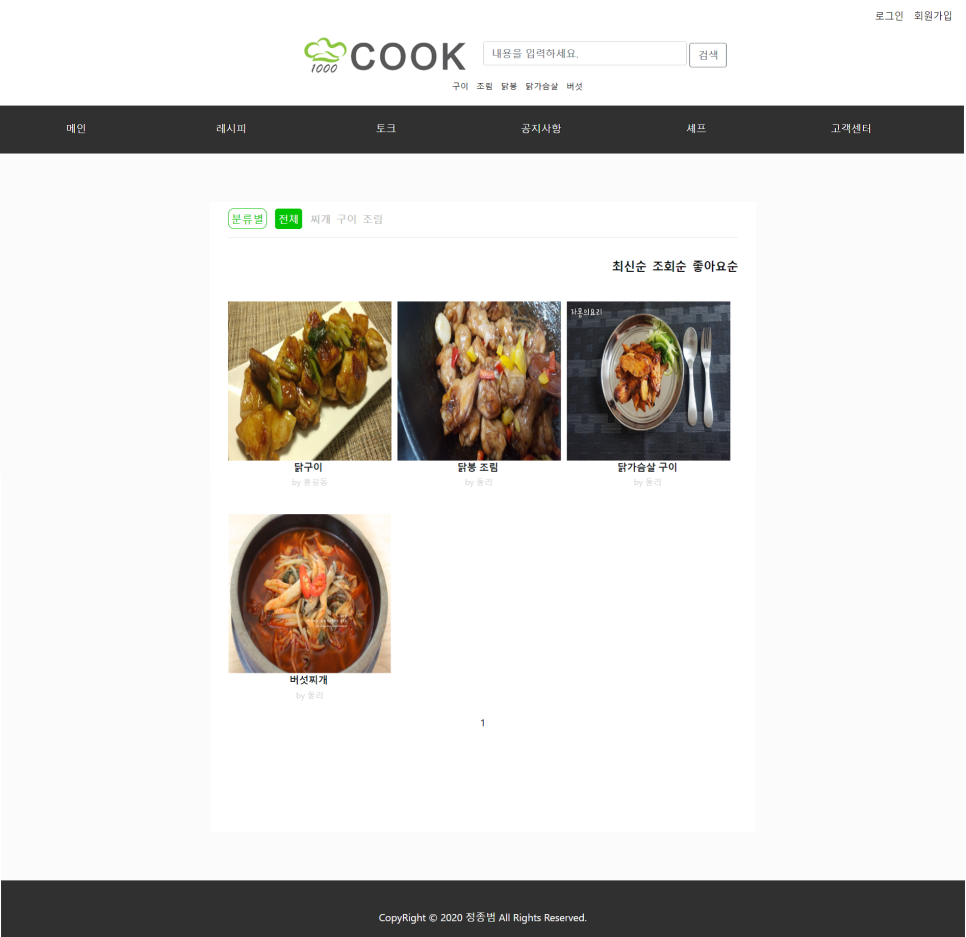 로그인 회원가입
1000 COOK 내용을 입력하세요. 검색
구이 조림 닭봉 닭가슴살 버섯
메인 레시피 토크 공지사항 셰프 고객센터
분류별 전체 찌개 구이 조림
최신순 조회순 좋아요순
닭구이 닭봉 조림 닭가슴살 구이
by by 둘리 by 둘리
버섯찌개
by 둘리
1
CopyRight © 2020 정종범 All Rights Reserved.